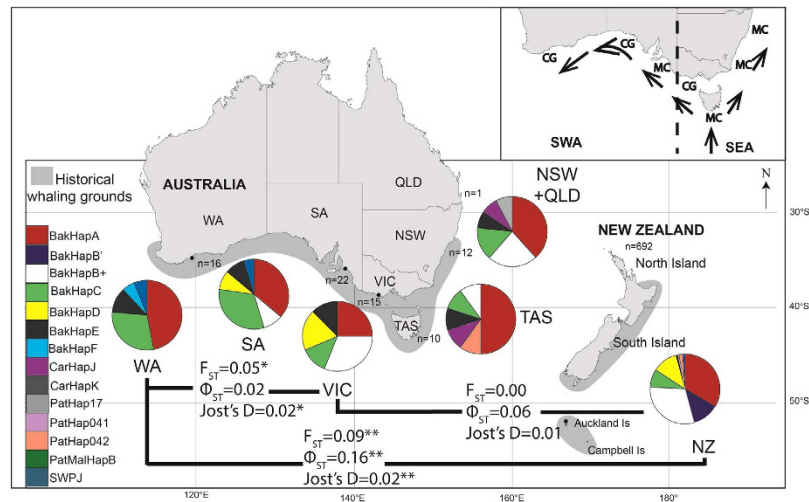 CG
CG
MC
CG
MC
MC
MC
SWA
SEA
Historical
whaling grounds
AUSTRALIA
WA
SA
QLD
NSW
VIC
TAS
n=1
n=12
n=16
n=22
n=15
n=10
NSW
+QLD
N
30°S
40°S
50°S
NEW ZEALAND
n=692
North Island
South Island
Auckland Is
Campbell Is
BakHapA
BakHapB'
BakHapB+
BakHapC
BakHapD
BakHapE
BakHapF
CarHapJ
CarHapK
PatHap17
PatHap041
PatHap042
PatMalHapB
SWPJ
WA
SA
VIC
TAS
NZ
FST=0.05*
ΦST=0.02
Jost's D=0.02*
FST=0.00
ΦST=0.06
Jost's D=0.01
FST=0.09**
ΦST=0.16**
Jost's D=0.02**
120°E
140°E
160°E
180°